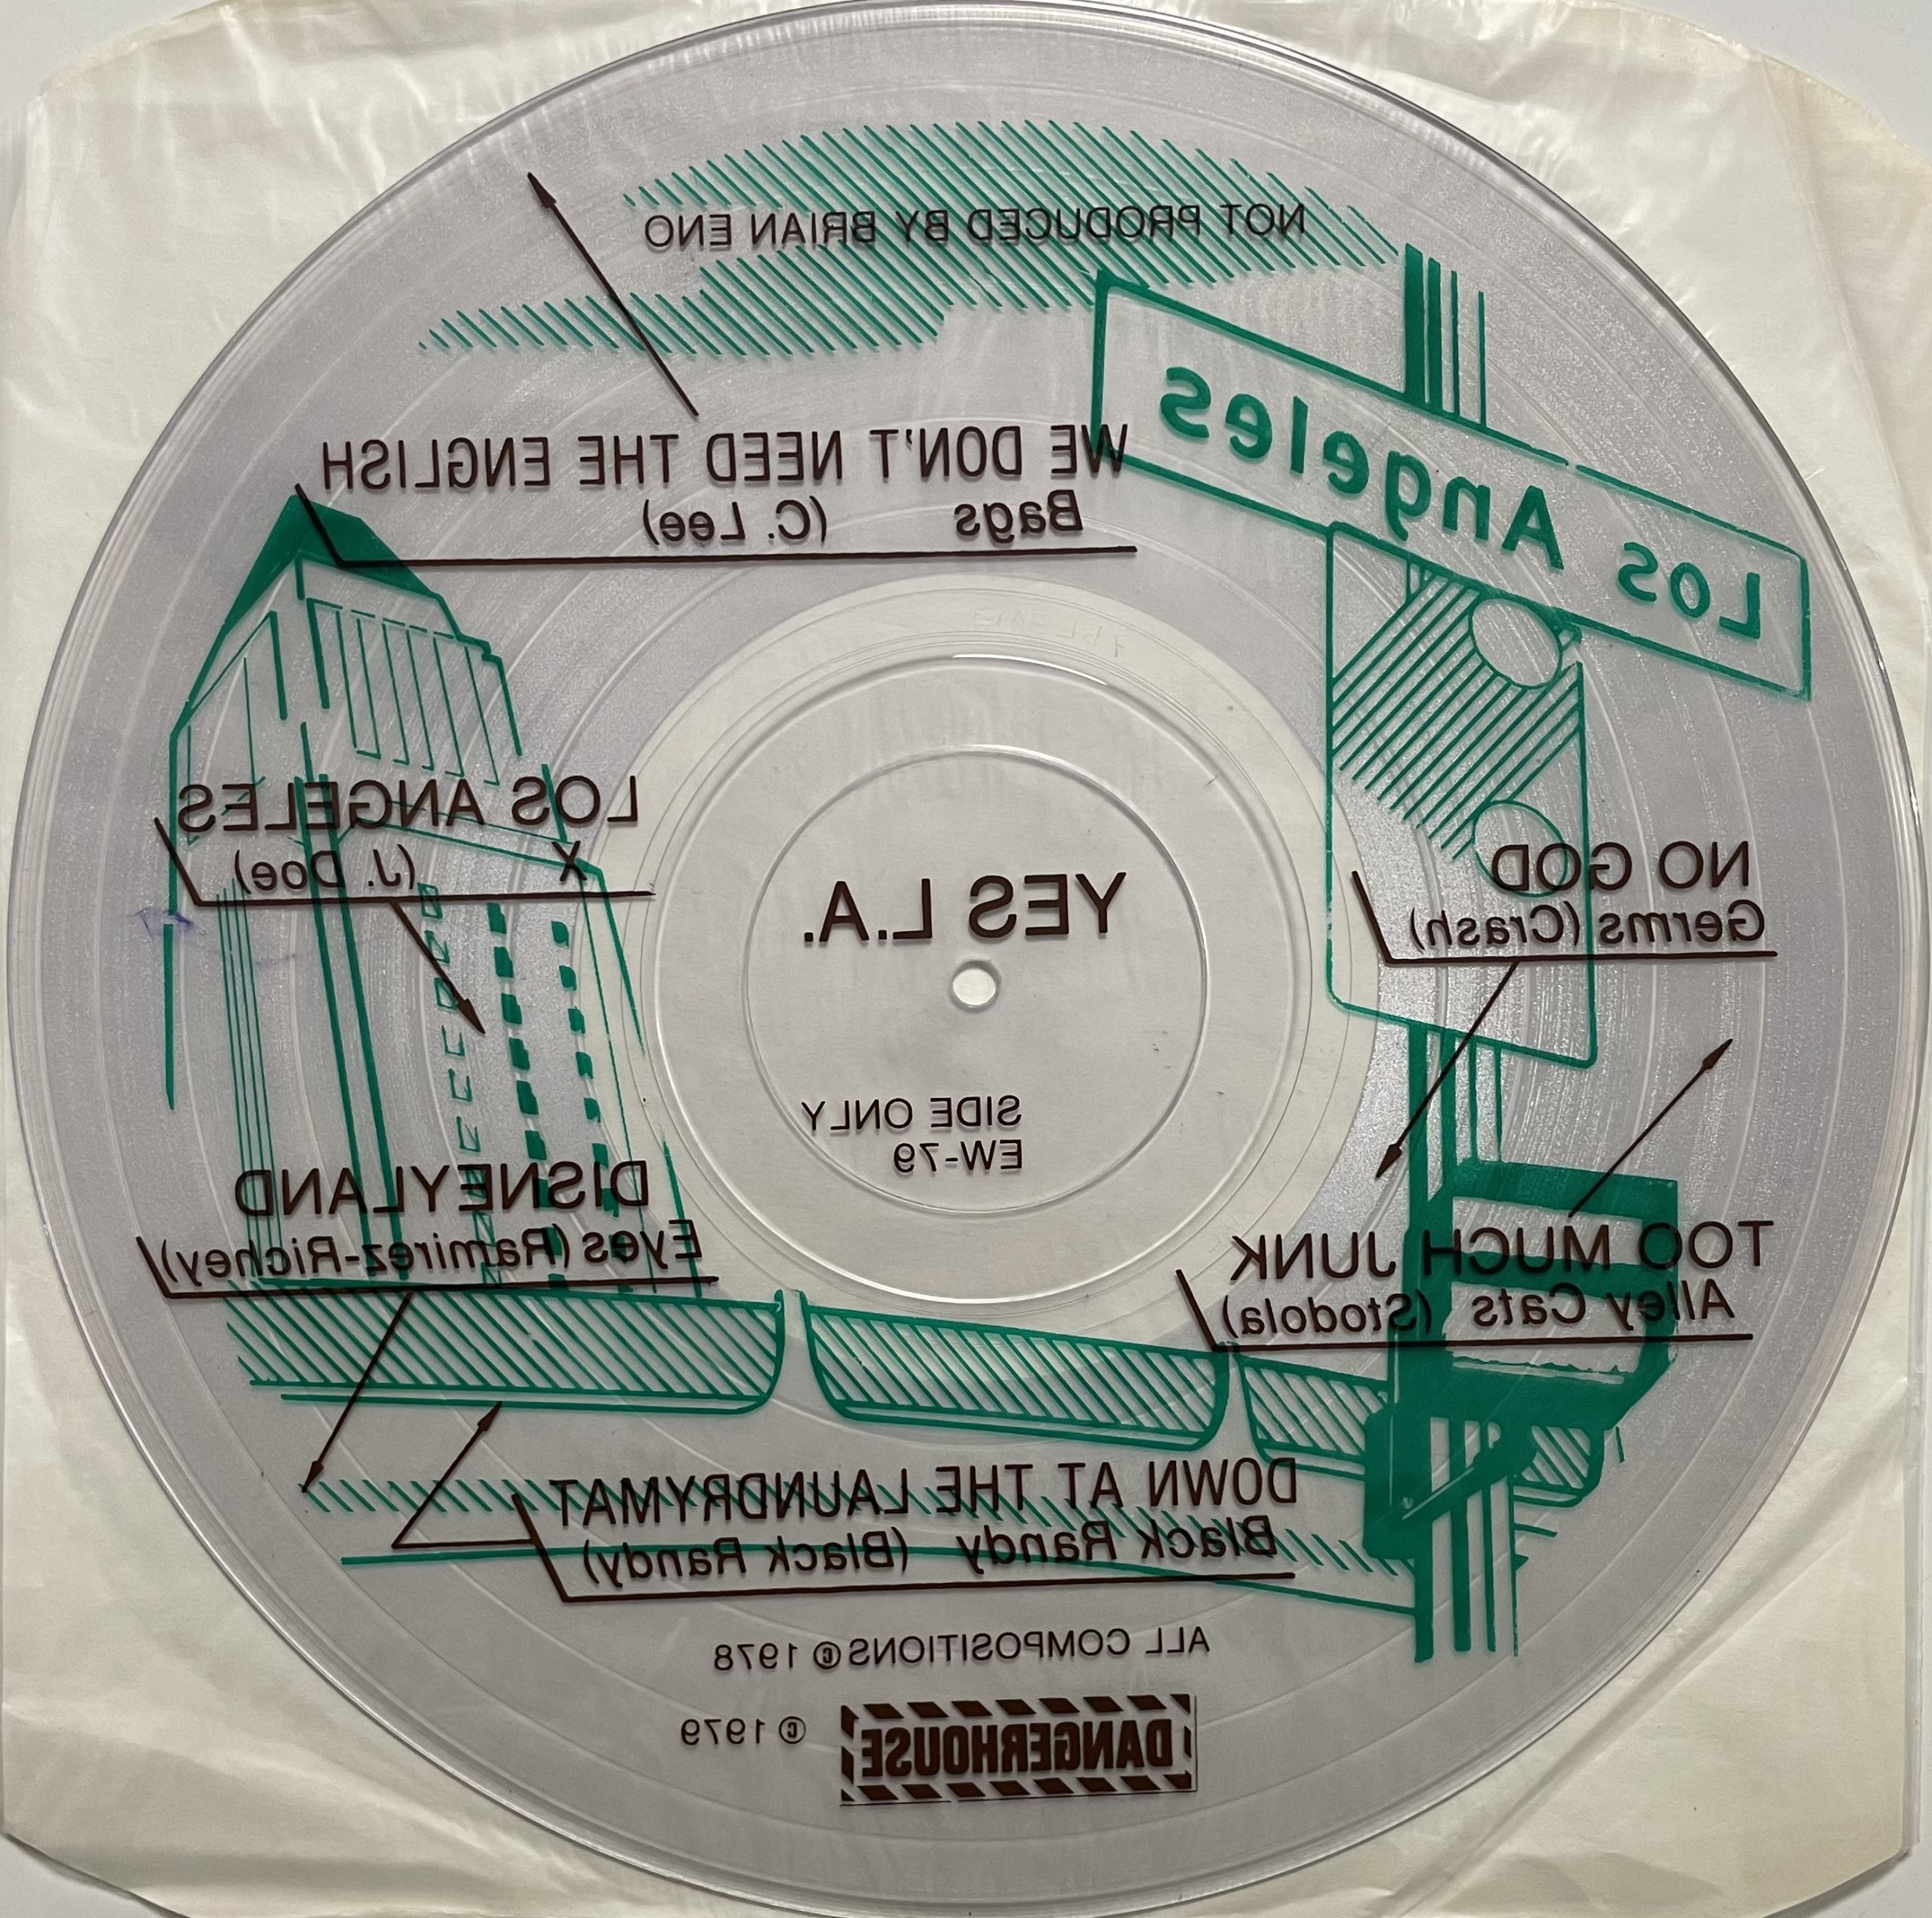 NOT PRODUCED BY BRIAN ENO
Los Angeles
WE DON'T NEED THE ENGLISH
Bags (C. Lee)
LOS ANGELES
X (J. Doe)
YES L.A.
NO GOD
Germs (Crash)
SIDE ONLY
EW-79
DISNEYLAND
Eyes (Ramirez-Richey)
TOO MUCH JUNK
Alley Cats (Stodola)
DOWN AT THE LAUNDRYMAT
Black Randy (Black Randy)
ALL COMPOSITIONS © 1978
DANGERHOUSE
© 1979